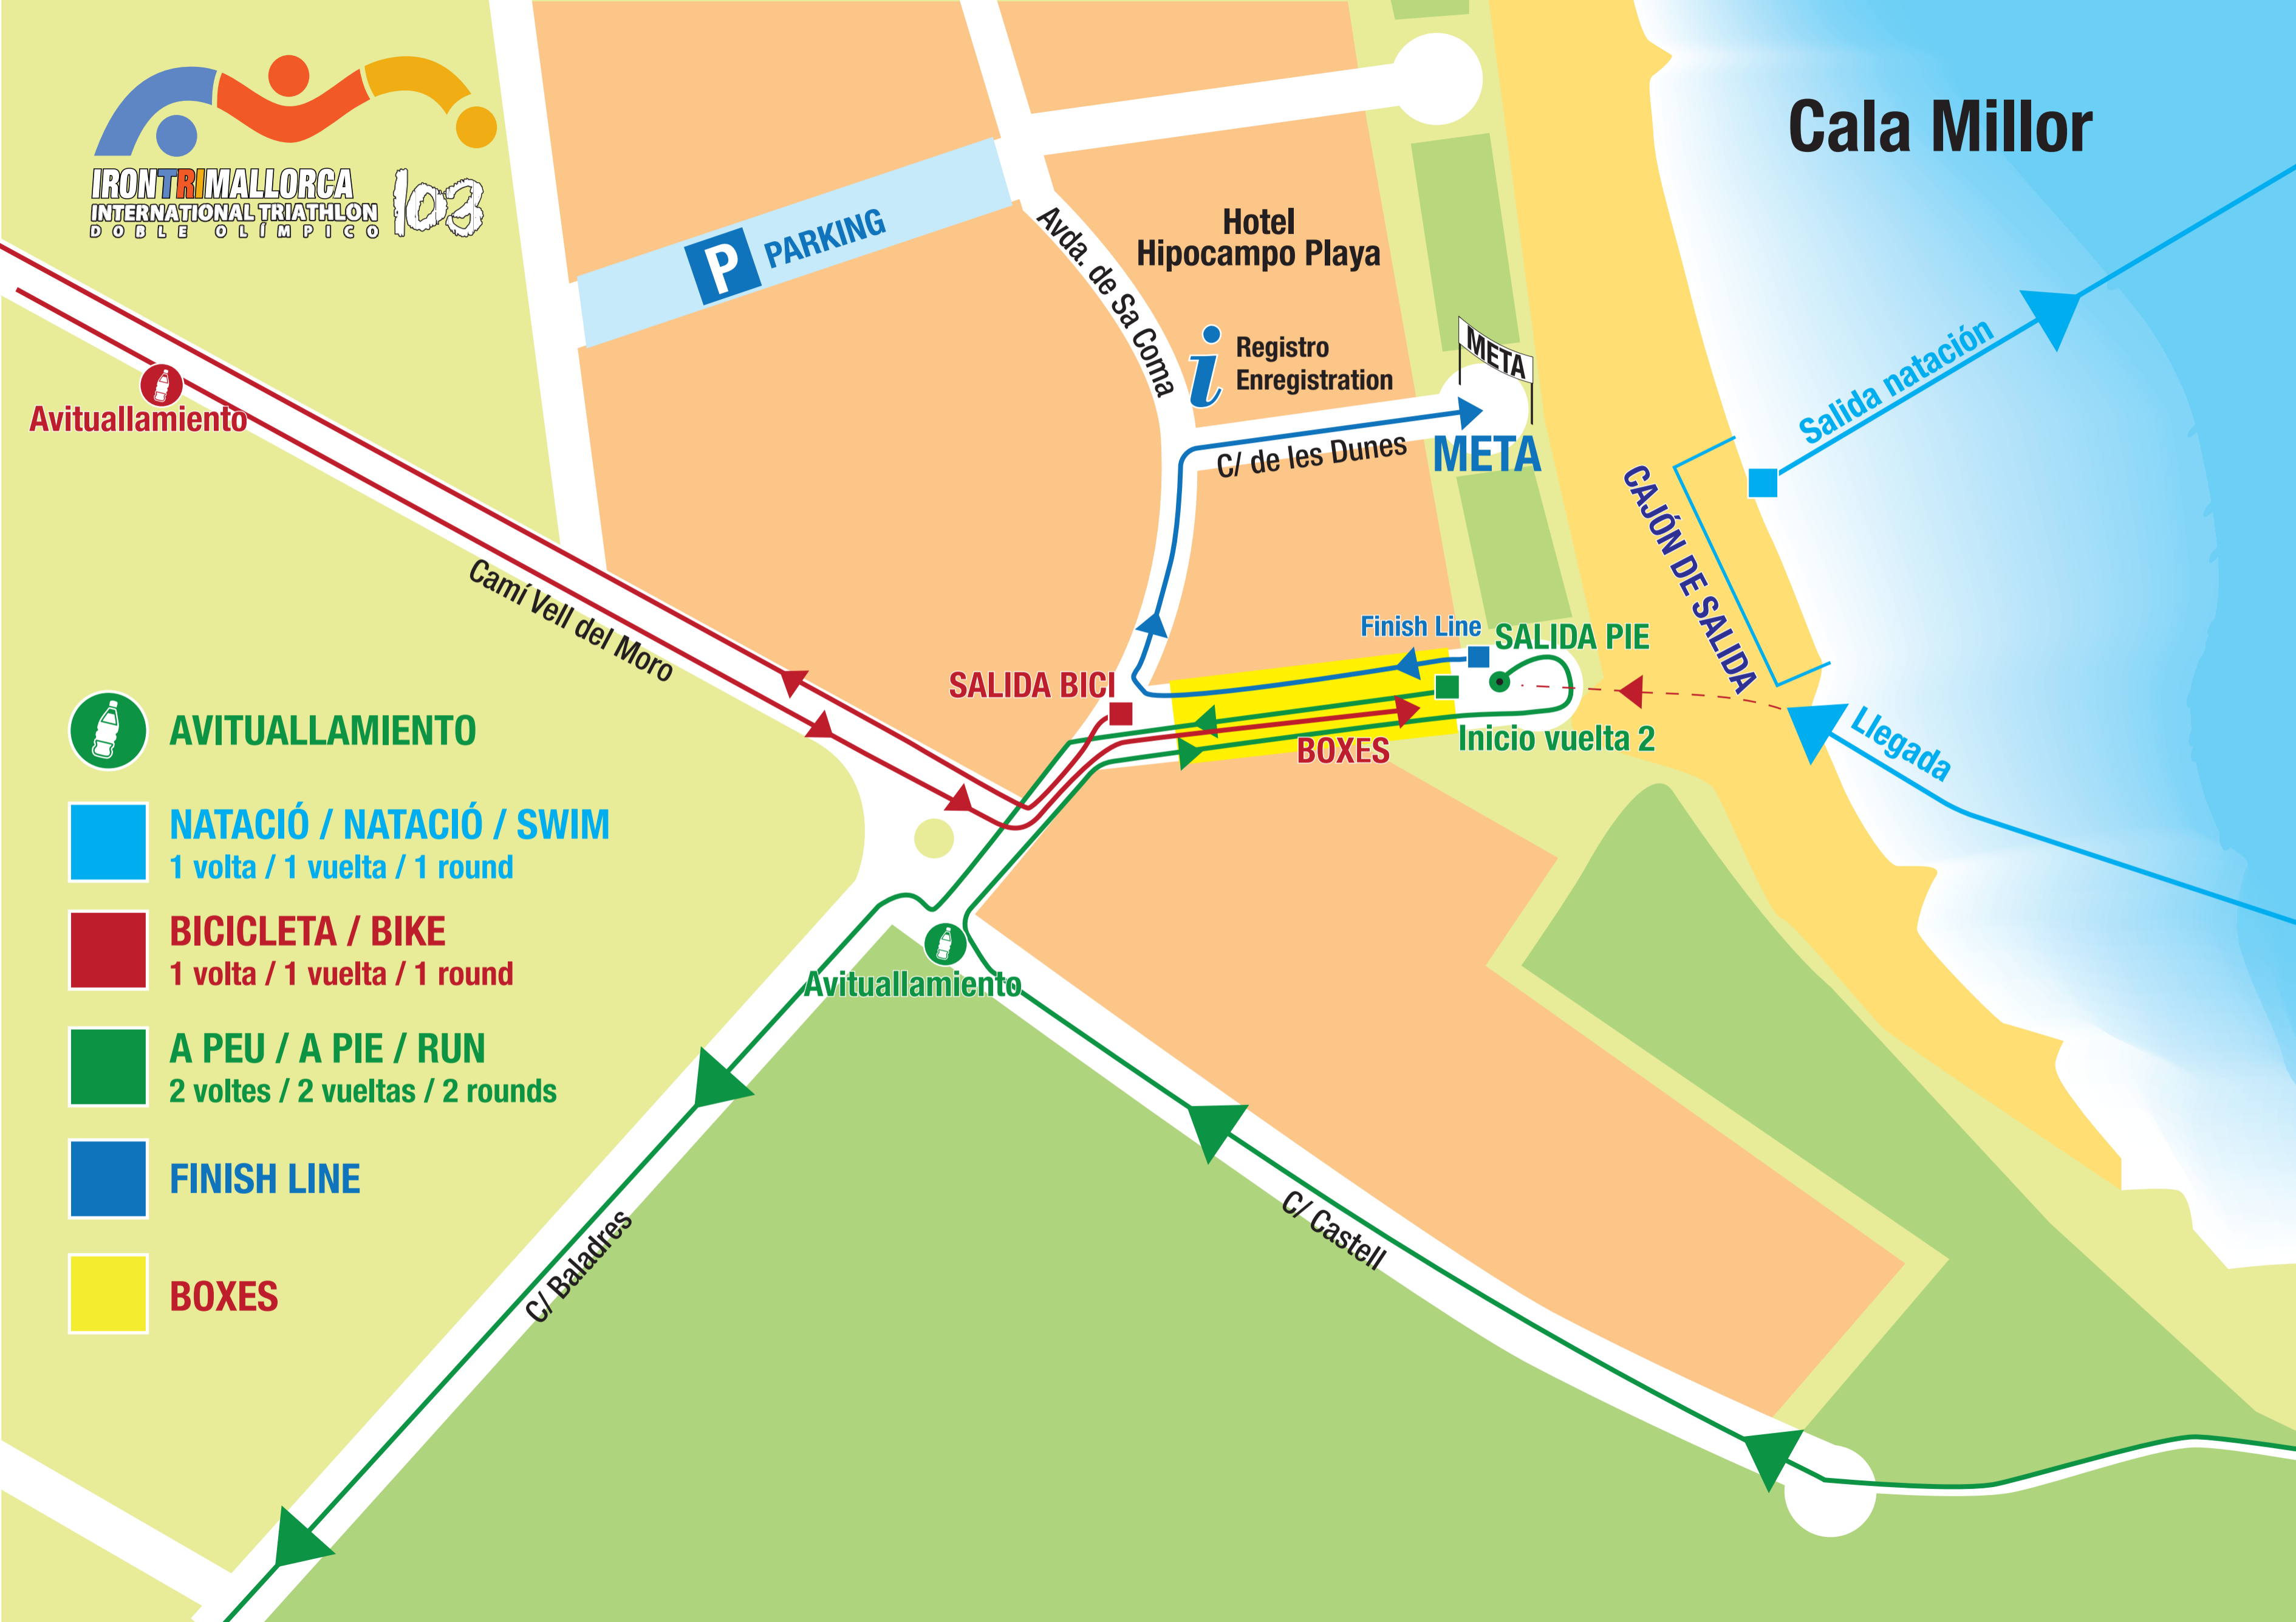 IRONTRIMALLORCA
INTERNATIONAL TRIATHLON
DOBLE OLÍMPICO
103
Cala Millor
P
PARKING
Avda. de Sa Coma
Hotel
Hipocampo Playa
i
Registro
Enregistration
META
META
C/ de les Dunes
Salida natación
CAJÓN DE SALIDA
Avituallamiento
Camí Vell del Moro
Finish Line
SALIDA PIE
SALIDA BICI
BOXES
Inicio vuelta 2
Llegada
Avituallamiento
C/ Baladres
C/ Castell
AVITUALLAMIENTO
NATACIÓ / NATACIÓ / SWIM
1 volta / 1 vuelta / 1 round
BICICLETA / BIKE
1 volta / 1 vuelta / 1 round
A PEU / A PIE / RUN
2 voltes / 2 vueltas / 2 rounds
FINISH LINE
BOXES